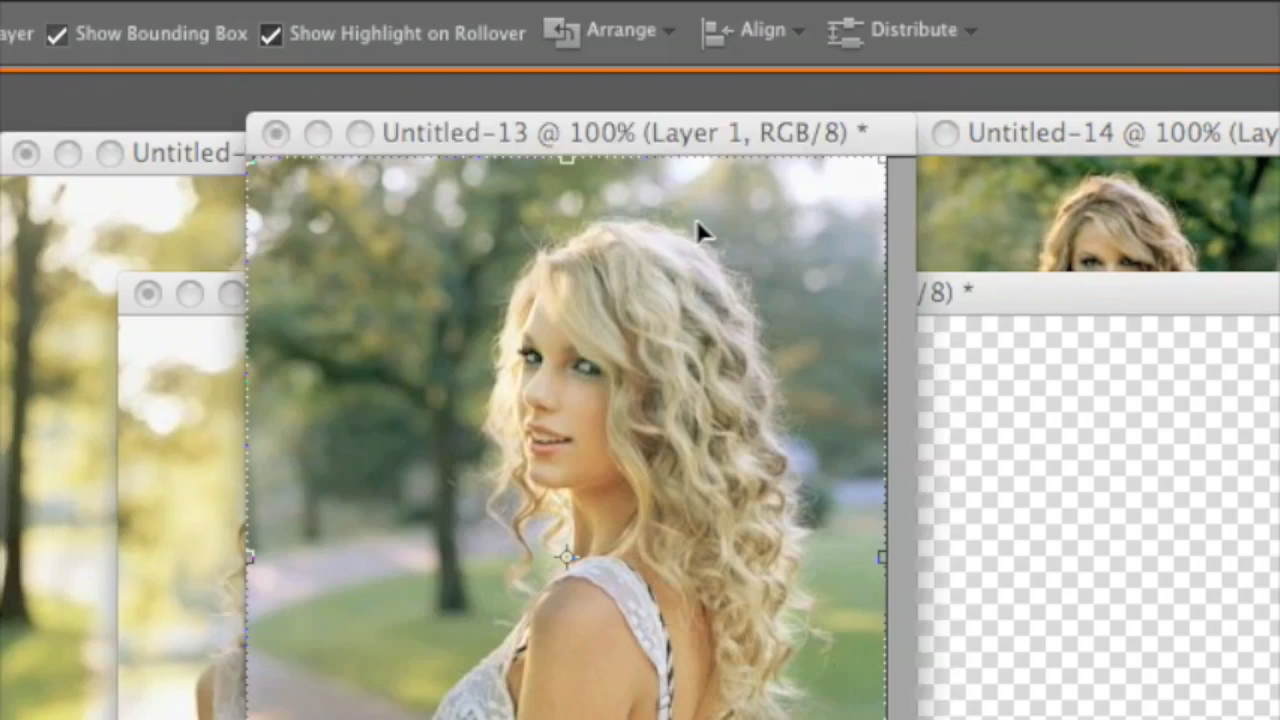 ayer Show Bounding Box Show Highlight on Rollover Arrange Align Distribute
Untitled-
Untitled-13 @ 100% (Layer 1, RGB/8) *
Untitled-14 @ 100% (Lay
/8) *